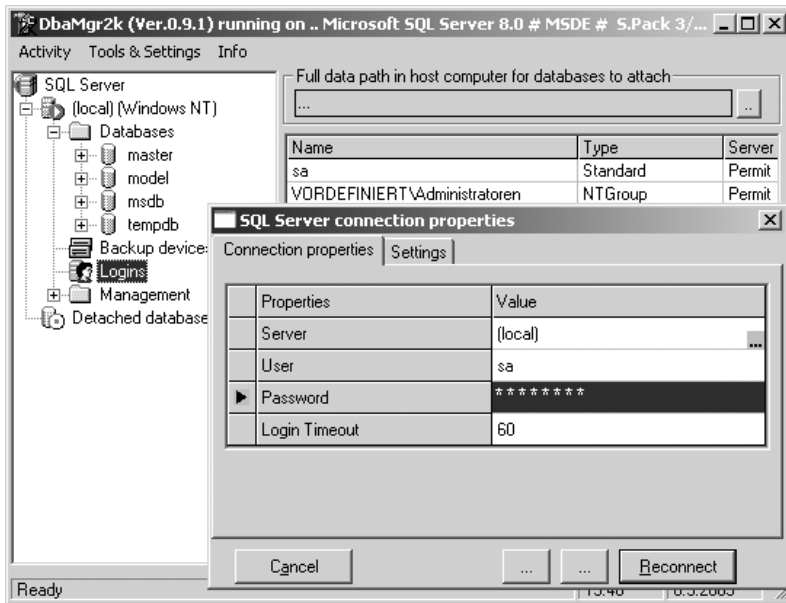 DbaMgr2k (Ver.0.9.1) running on .. Microsoft SQL Server 8.0 # MSDE # S.Pack 3/...
Activity Tools & Settings Info
SQL Server
(local) (Windows NT)
Databases
master
model
msdb
tempdb
Backup device
Logins
Management
Detached database
Full data path in host computer for databases to attach
...
..
Name Type Server
sa Standard Permit
VORDEFINIERT\Administratoren NTGroup Permit
SQL Server connection properties
Connection properties Settings
Properties Value
Server (local) ...
User sa
Password ********
Login Timeout 60
Cancel ... ... Reconnect
Ready